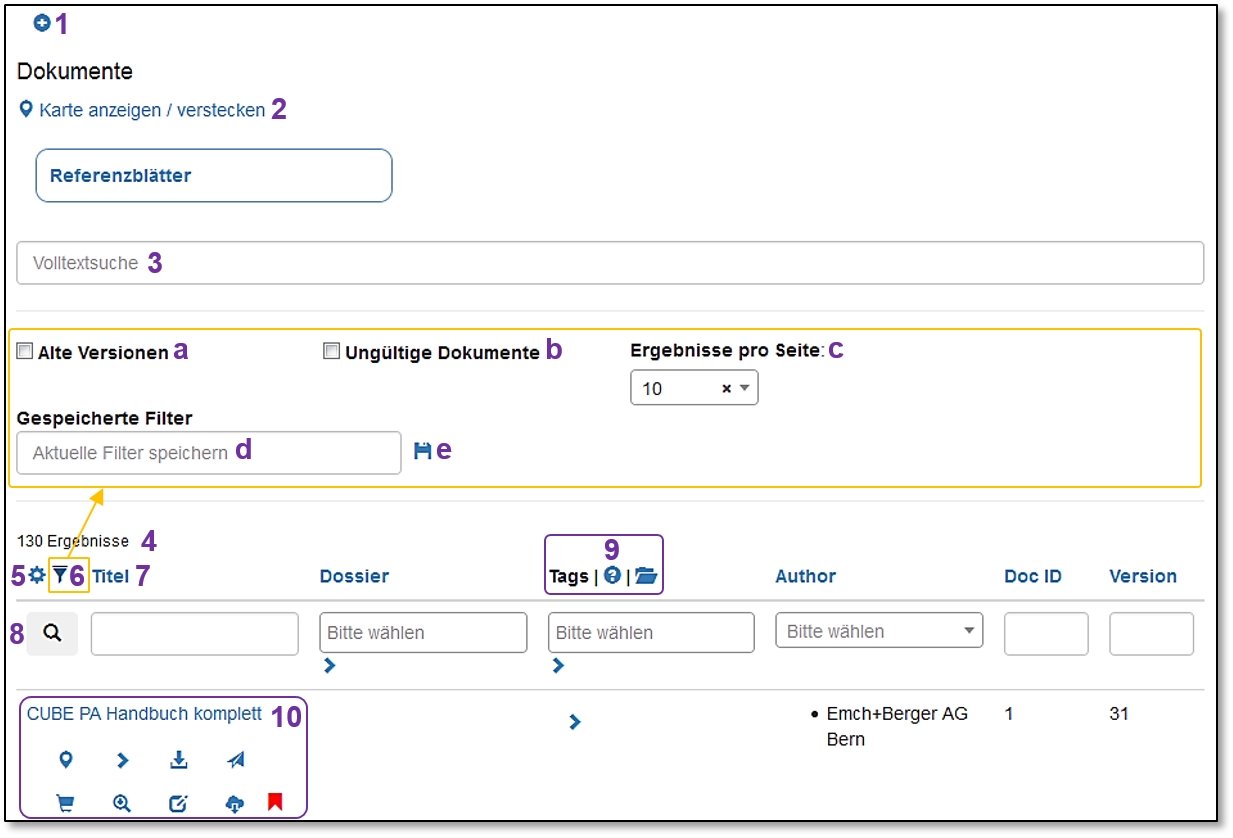 1
Dokumente
Karte anzeigen / verstecken 2
Referenzblätter
Volltextsuche 3
Alte Versionen a Ungültige Dokumente b Ergebnisse pro Seite: c
10 × 
Gespeicherte Filter
Aktuelle Filter speichern d e
130 Ergebnisse 4
9
5 6 Titel 7 Dossier Tags | ? | Author Doc ID Version
8 Bitte wählen Bitte wählen Bitte wählen
CUBE PA Handbuch komplett 10 • Emch+Berger AG 1 31
Bern